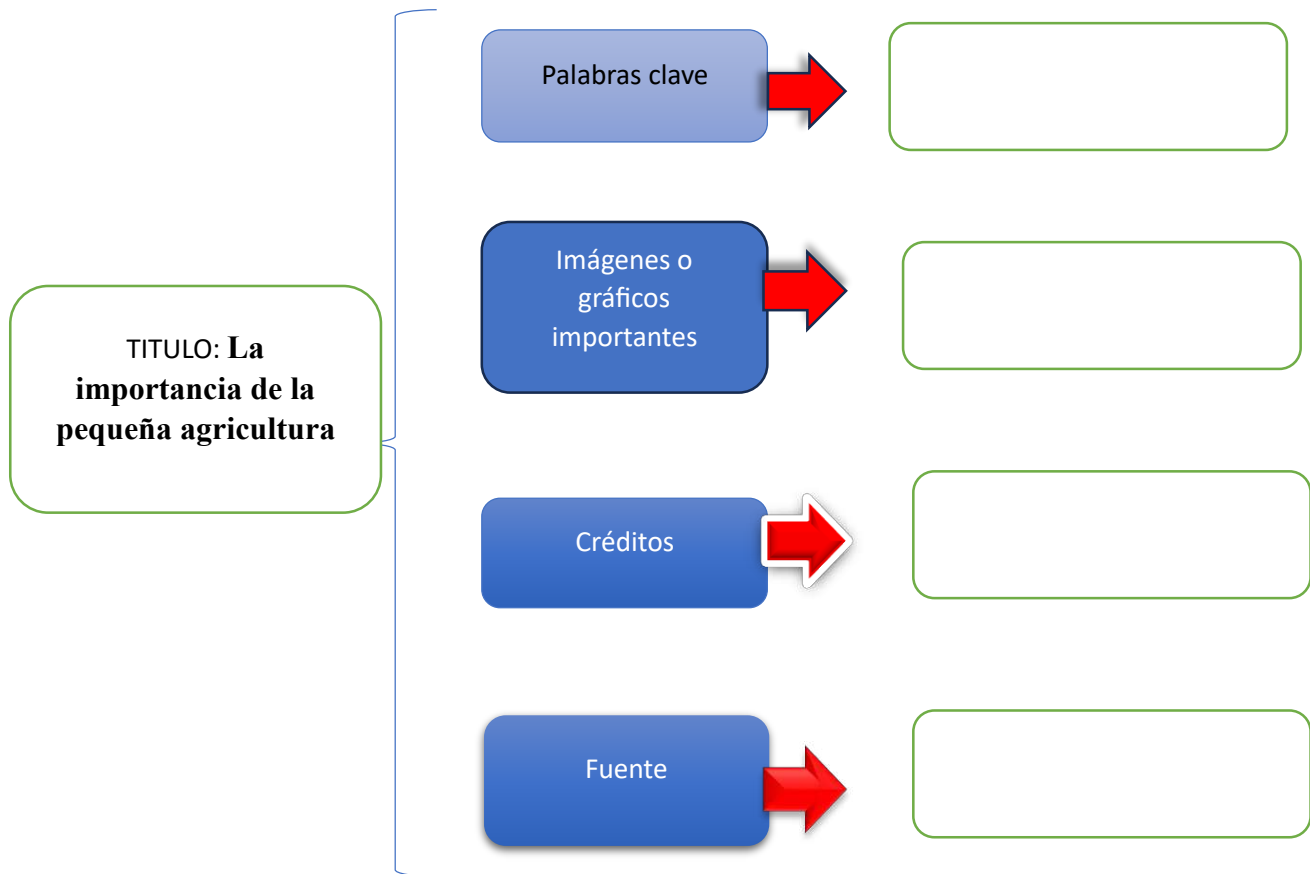 Palabras clave
Imágenes o
gráficos
importantes
TITULO: La
importancia de la
pequeña agricultura
Créditos
Fuente